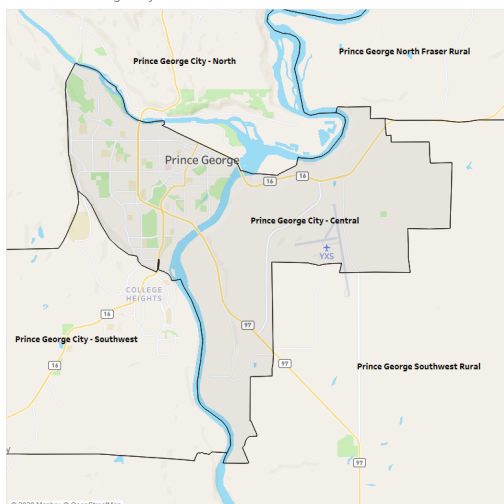 Prince George City - North
Prince George North Fraser Rural
Prince George
16
16
Prince George City - Central
YXS
COLLEGE
HEIGHTS
16
97
Prince George City - Southwest
16
97
Prince George Southwest Rural
97